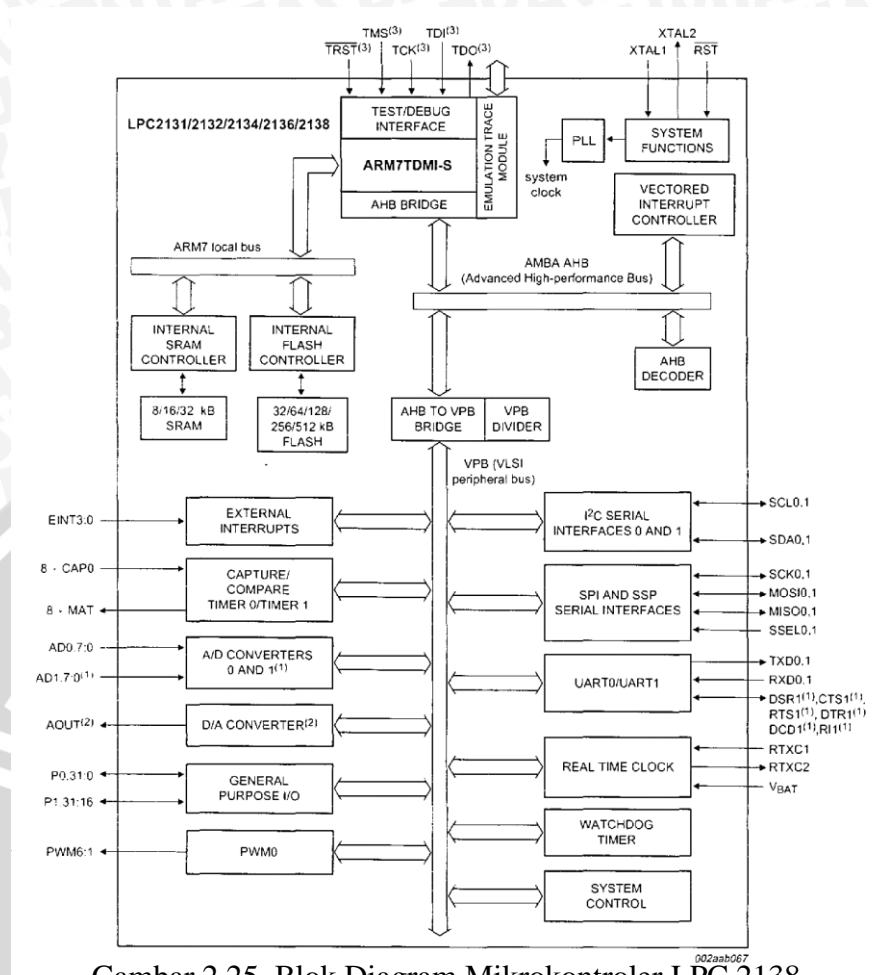 TMS(3) TDI(3)
TRST(3) TCK(3) TDO(3)
XTAL2
XTAL1 RST
LPC2131/2132/2134/2136/2138
TEST/DEBUG
INTERFACE
ARM7TDMI-S
AHB BRIDGE
EMULATION TRACE
MODULE
PLL
SYSTEM
FUNCTIONS
system
clock
VECTORED
INTERRUPT
CONTROLLER
ARM7 local bus
AMBA AHB
(Advanced High-performance Bus)
INTERNAL
SRAM
CONTROLLER
INTERNAL
FLASH
CONTROLLER
AHB
DECODER
8/16/32 kB
SRAM
32/64/128/
256/512 kB
FLASH
AHB TO VPB
BRIDGE
VPB
DIVIDER
VPB (VLSI
peripheral bus)
EINT3:0
EXTERNAL
INTERRUPTS
8 · CAP0
8 · MAT
CAPTURE/
COMPARE
TIMER 0/TIMER 1
AD0.7:0
AD1.7:0(1)
A/D CONVERTERS
0 AND 1(1)
AOUT(2)
D/A CONVERTER(2)
P0.31:0
P1.31:16
GENERAL
PURPOSE I/O
PWM6:1
PWM0
I2C SERIAL
INTERFACES 0 AND 1
SCL0.1
SDA0.1
SPI AND SSP
SERIAL INTERFACES
SCK0.1
MOSI0.1
MISO0.1
SSEL0.1
UART0/UART1
TXD0.1
RXD0.1
DSR1(1),CTS1(1),
RTS1(1), DTR1(1)
DCD1(1),RI1(1)
REAL TIME CLOCK
RTXC1
RTXC2
VBAT
WATCHDOG
TIMER
SYSTEM
CONTROL
002aab067
Gambar 2.25. Blok Diagram Mikrokontroler LPC 2138